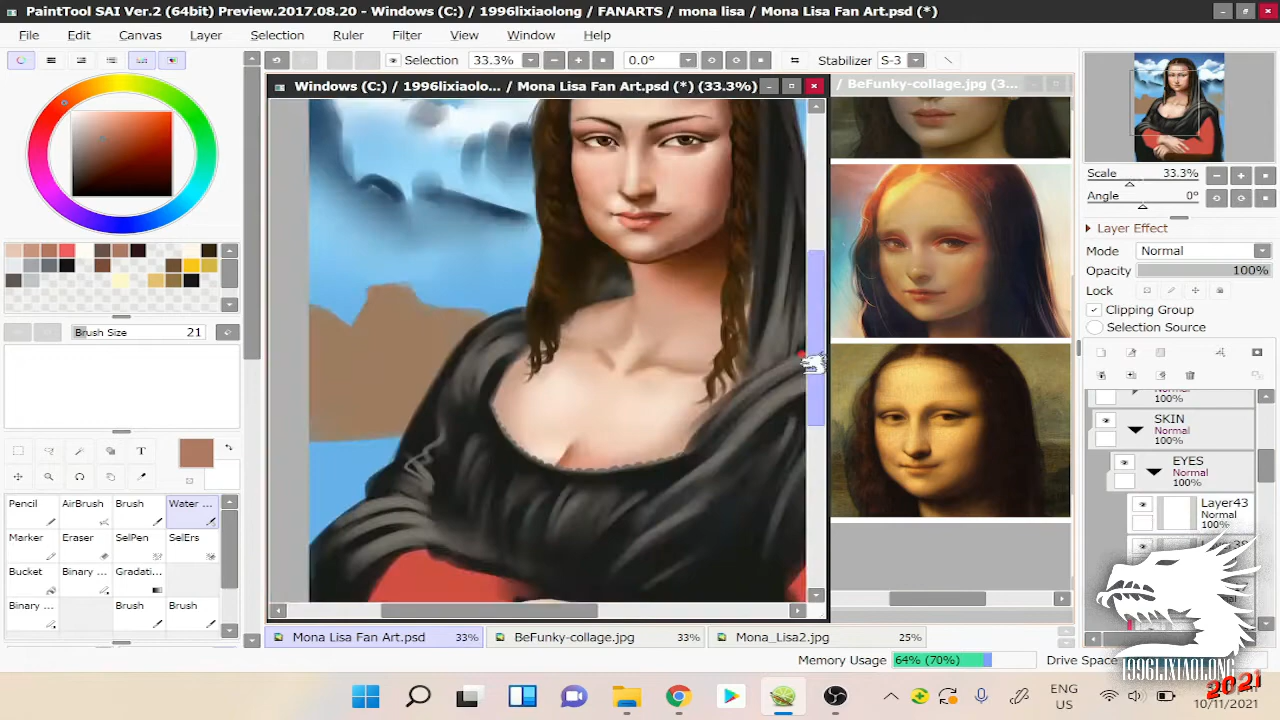 PaintTool SAI Ver.2 (64bit) Preview.2017.08.20 - Windows (C:) / 1996lixiaolong / FANARTS / mona lisa / Mona Lisa Fan Art.psd (*)
File Edit Canvas Layer Selection Ruler Filter View Window Help
Selection 33.3% 0.0° Stabilizer S-3
Windows (C:) / 1996lixiaolo... / Mona Lisa Fan Art.psd (*) (33.3%)
/ BeFunky-collage.jpg (3...
Scale 33.3%
Angle 0°
Layer Effect
Mode Normal
Opacity 100%
Lock
Clipping Group
Selection Source
Brush Size 21
T
Pencil AirBrush Brush Water ...
Marker Eraser SelPen SelErs
Bucket Binary ... Gradati...
Binary ... Brush Brush
100%
SKIN
Normal
100%
EYES
Normal
100%
Layer43
Normal
100%
Mona Lisa Fan Art.psd 33% BeFunky-collage.jpg 33% Mona_Lisa2.jpg 25%
Memory Usage 64% (70%) Drive Space
1996LIXIAOLONG
2021
ENG
US
10/11/2021